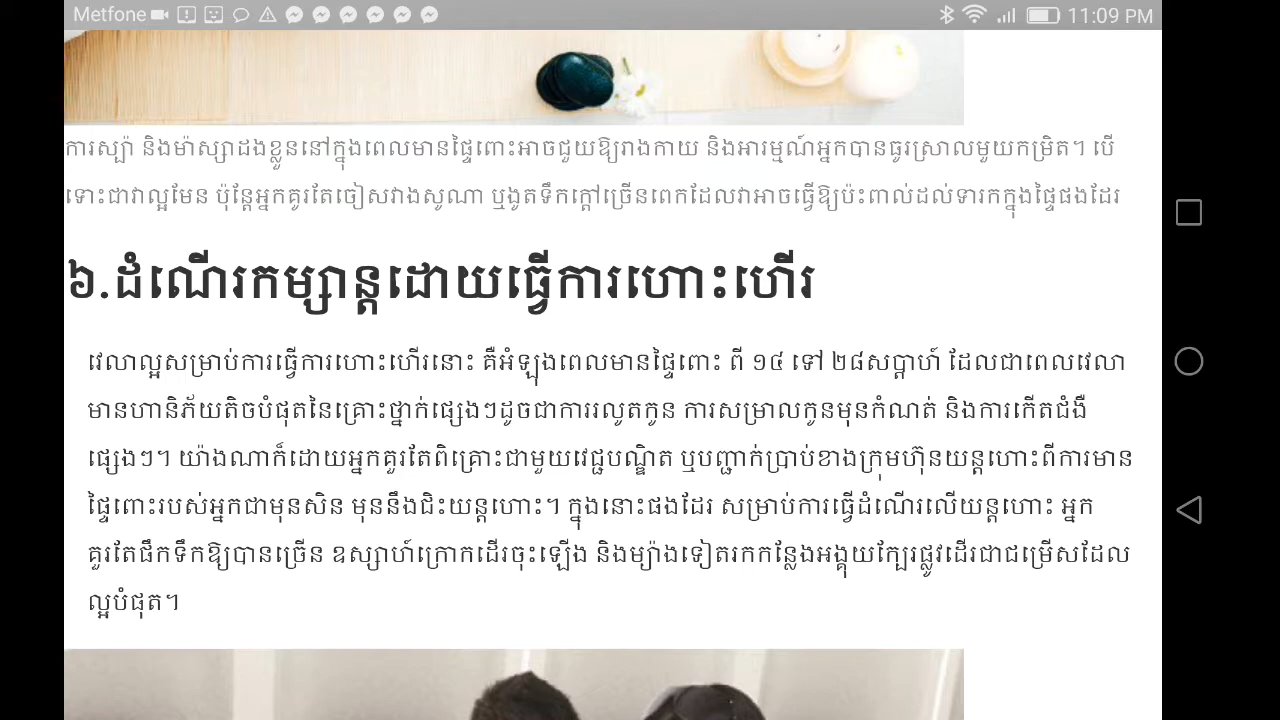 Metfone 11:09 PM
ការស្ប៉ា និងម៉ាស្សាដងខ្លួននៅក្នុងពេលមានផ្ទៃពោះអាចជួយឱ្យរាងកាយ និងអារម្មណ៍អ្នកបានធូរស្រាលមួយកម្រិត។ បើ
ទោះជាវាល្អមែន ប៉ុន្តែអ្នកគួរតែចៀសវាងសូណា ឬងូតទឹកក្តៅច្រើនពេកដែលវាអាចធ្វើឱ្យប៉ះពាល់ដល់ទារកក្នុងផ្ទៃផងដែរ
៦.ដំណើរកម្សាន្តដោយធ្វើការហោះហើរ
វេលាល្អសម្រាប់ការធ្វើការហោះហើរនោះ គឺអំឡុងពេលមានផ្ទៃពោះ ពី ១៤ ទៅ ២៨សប្តាហ៍ ដែលជាពេលវេលា
មានហានិភ័យតិចបំផុតនៃគ្រោះថ្នាក់ផ្សេងៗដូចជាការរលូតកូន ការសម្រាលកូនមុនកំណត់ និងការកើតជំងឺ
ផ្សេងៗ។ យ៉ាងណាក៏ដោយអ្នកគួរតែពិគ្រោះជាមួយវេជ្ជបណ្ឌិត ឬបញ្ជាក់ប្រាប់ខាងក្រុមហ៊ុនយន្តហោះពីការមាន
ផ្ទៃពោះរបស់អ្នកជាមុនសិន មុននឹងជិះយន្តហោះ។ ក្នុងនោះផងដែរ សម្រាប់ការធ្វើដំណើរលើយន្តហោះ អ្នក
គួរតែផឹកទឹកឱ្យបានច្រើន ឧស្សាហ៍ក្រោកដើរចុះឡើង និងម្យ៉ាងទៀតរកកន្លែងអង្គុយក្បែរផ្លូវដើរជាជម្រើសដែល
ល្អបំផុត។